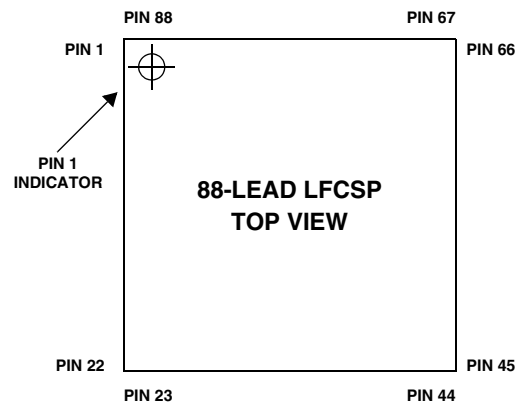 PIN 88
PIN 67
PIN 1
PIN 66
PIN 1
INDICATOR
88-LEAD LFCSP
TOP VIEW
PIN 22
PIN 45
PIN 23
PIN 44